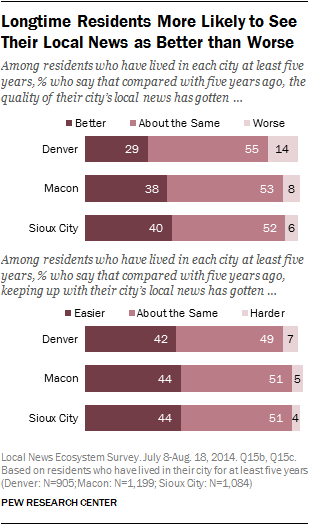 Longtime Residents More Likely to See
Their Local News as Better than Worse
Among residents who have lived in each city at least five
years, % who say that compared with five years ago, the
quality of their city's local news has gotten ...
Better About the Same Worse
Denver 29 55 14
Macon 38 53 8
Sioux City 40 52 6
Among residents who have lived in each city at least five
years, % who say that compared with five years ago,
keeping up with their city's local news has gotten ...
Easier About the Same Harder
Denver 42 49 7
Macon 44 51 5
Sioux City 44 51 4
Local News Ecosystem Survey. July 8-Aug. 18, 2014. Q15b, Q15c.
Based on residents who have lived in their city for at least five years
(Denver: N=905;Macon: N=1,199; Sioux City: N=1,084)
PEW RESEARCH CENTER